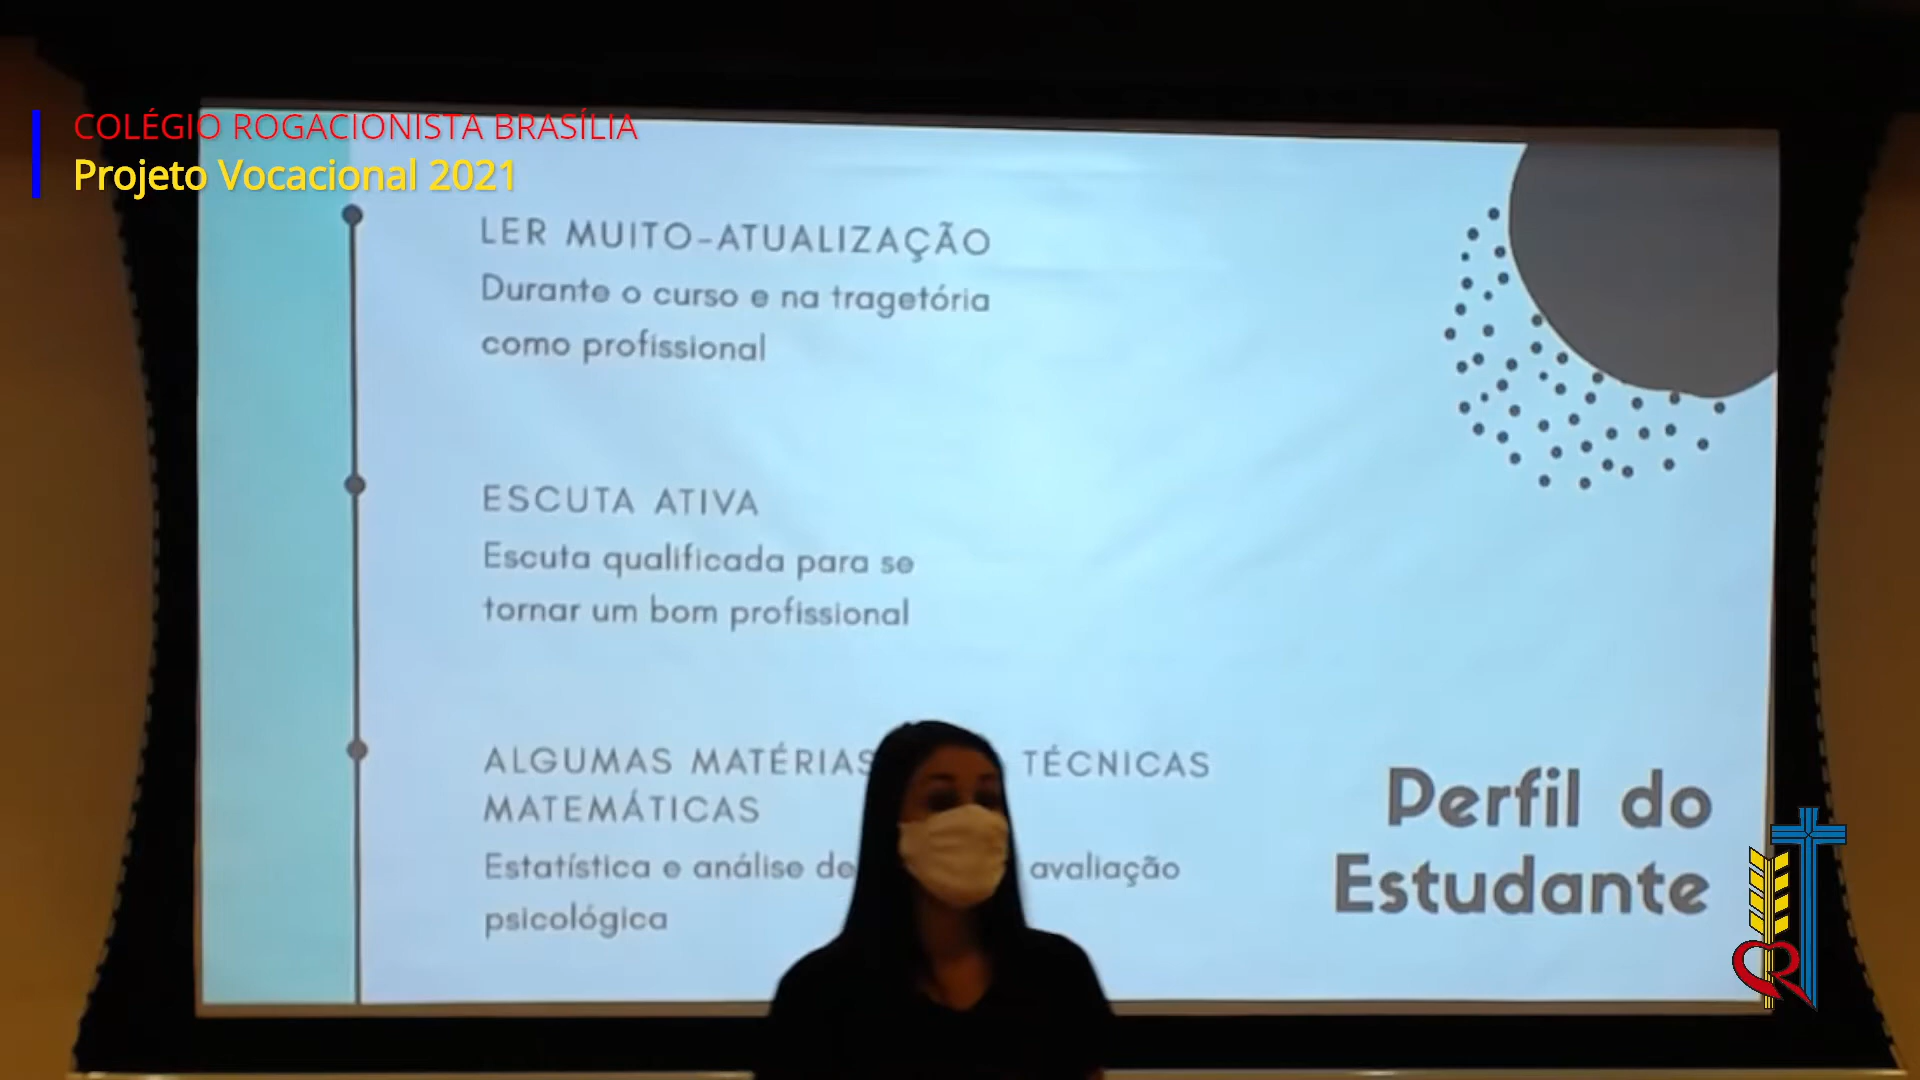 COLÉGIO ROGACIONISTA BRASÍLIA
Projeto Vocacional 2021
LER MUITO-ATUALIZAÇÃO
Durante o curso e na tragetória
como profissional
ESCUTA ATIVA
Escuta qualificada para se
tornar um bom profissional
ALGUMAS MATÉRIAS TÉCNICAS
MATEMÁTICAS
Estatística e análise de avaliação
psicológica
Perfil do
Estudante